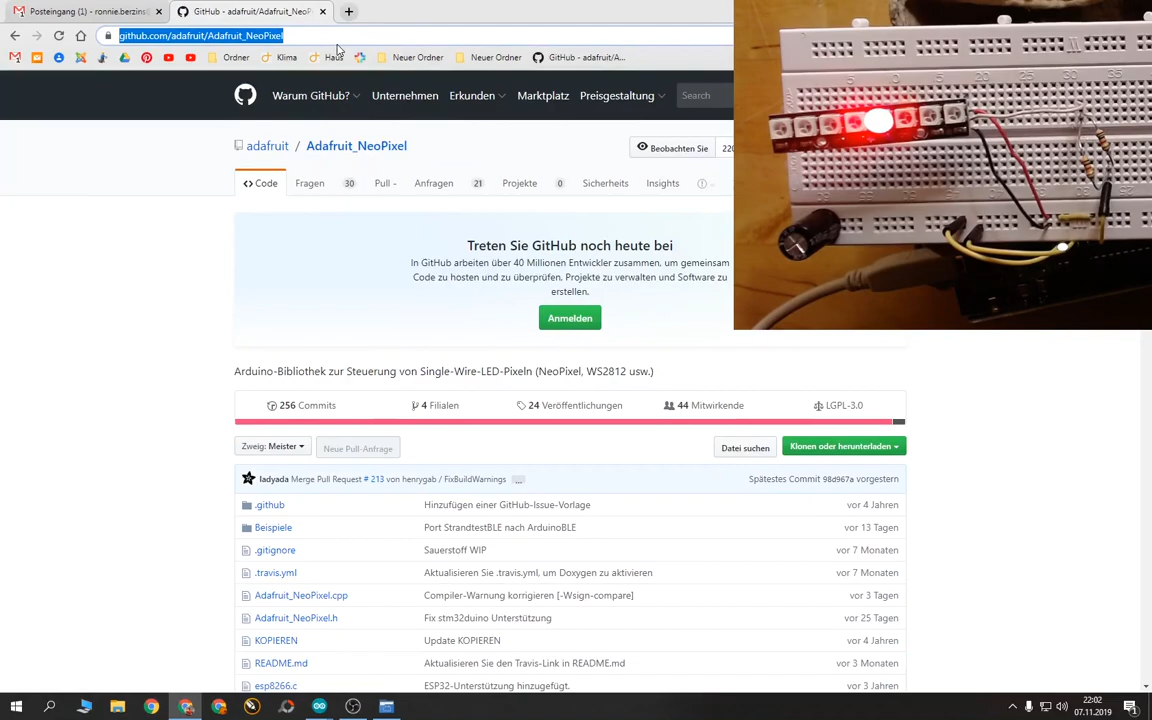 Posteingang (1) - ronnie.berzins
GitHub - adafruit/Adafruit_NeoP
github.com/adafruit/Adafruit_NeoPixel
Ordner
Klima
Haus
Neuer Ordner
Neuer Ordner
GitHub - adafruit/A...
Warum GitHub?
Unternehmen
Erkunden
Marktplatz
Preisgestaltung
Search
adafruit / Adafruit_NeoPixel
Beobachten Sie
220
Code
Fragen 30
Pull -
Anfragen 21
Projekte 0
Sicherheits
Insights
Treten Sie GitHub noch heute bei
In GitHub arbeiten über 40 Millionen Entwickler zusammen, um gemeinsam
Code zu hosten und zu überprüfen, Projekte zu verwalten und Software zu
erstellen.
Anmelden
Arduino-Bibliothek zur Steuerung von Single-Wire-LED-Pixeln (NeoPixel, WS2812 usw.)
256 Commits
4 Filialen
24 Veröffentlichungen
44 Mitwirkende
LGPL-3.0
Zweig: Meister
Neue Pull-Anfrage
Datei suchen
Klonen oder herunterladen
ladyada Merge Pull Request # 213 von henrygab / FixBuildWarnings ...
Spätestes Commit 98d967a vorgestern
.github Hinzufügen einer GitHub-Issue-Vorlage vor 4 Jahren
Beispiele Port StrandtestBLE nach ArduinoBLE vor 13 Tagen
.gitignore Sauerstoff WIP vor 7 Monaten
.travis.yml Aktualisieren Sie .travis.yml, um Doxygen zu aktivieren vor 7 Monaten
Adafruit_NeoPixel.cpp Compiler-Warnung korrigieren [-Wsign-compare] vor 3 Tagen
Adafruit_NeoPixel.h Fix stm32duino Unterstützung vor 25 Tagen
KOPIEREN Update KOPIEREN vor 4 Jahren
README.md Aktualisieren Sie den Travis-Link in README.md vor 3 Monaten
esp8266.c ESP32-Unterstützung hinzugefügt. vor 3 Jahren
22:02
07.11.2019